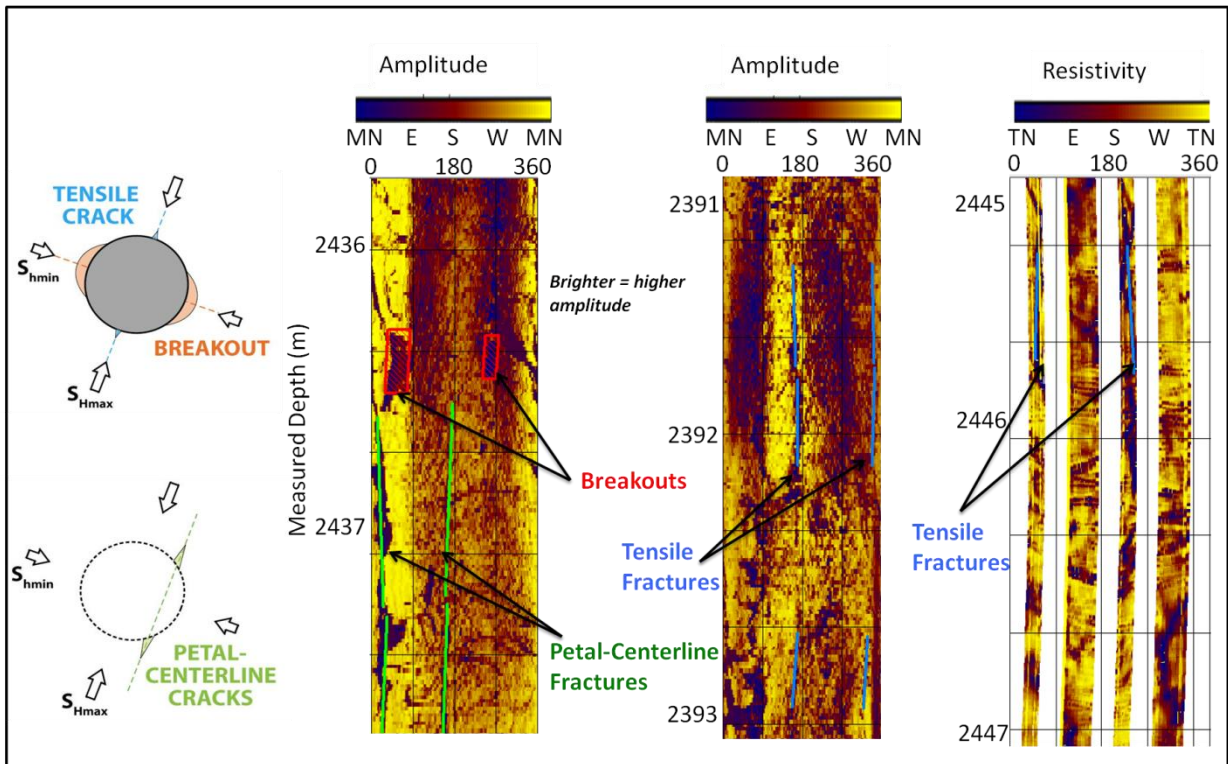 Amplitude
MN E S W MN
0 180 360
Amplitude
MN E S W MN
0 180 360
Resistivity
TN E S W TN
0 180 360
TENSILE
CRACK
Shmin
BREAKOUT
SHmax
Shmin
PETAL-
CENTERLINE
CRACKS
SHmax
Measured Depth (m)
2436
2437
Brighter = higher
amplitude
Breakouts
Petal-Centerline
Fractures
2391
2392
2393
Tensile
Fractures
2445
2446
2447
Tensile
Fractures